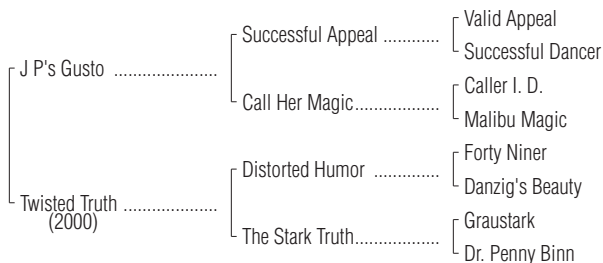 Valid Appeal
Successful Appeal ............
Successful Dancer
J P's Gusto .....................
Caller I. D.
Call Her Magic.................
Malibu Magic
Forty Niner
Distorted Humor .............
Danzig's Beauty
Twisted Truth ...................
(2000)
Graustark
The Stark Truth.................
Dr. Penny Binn